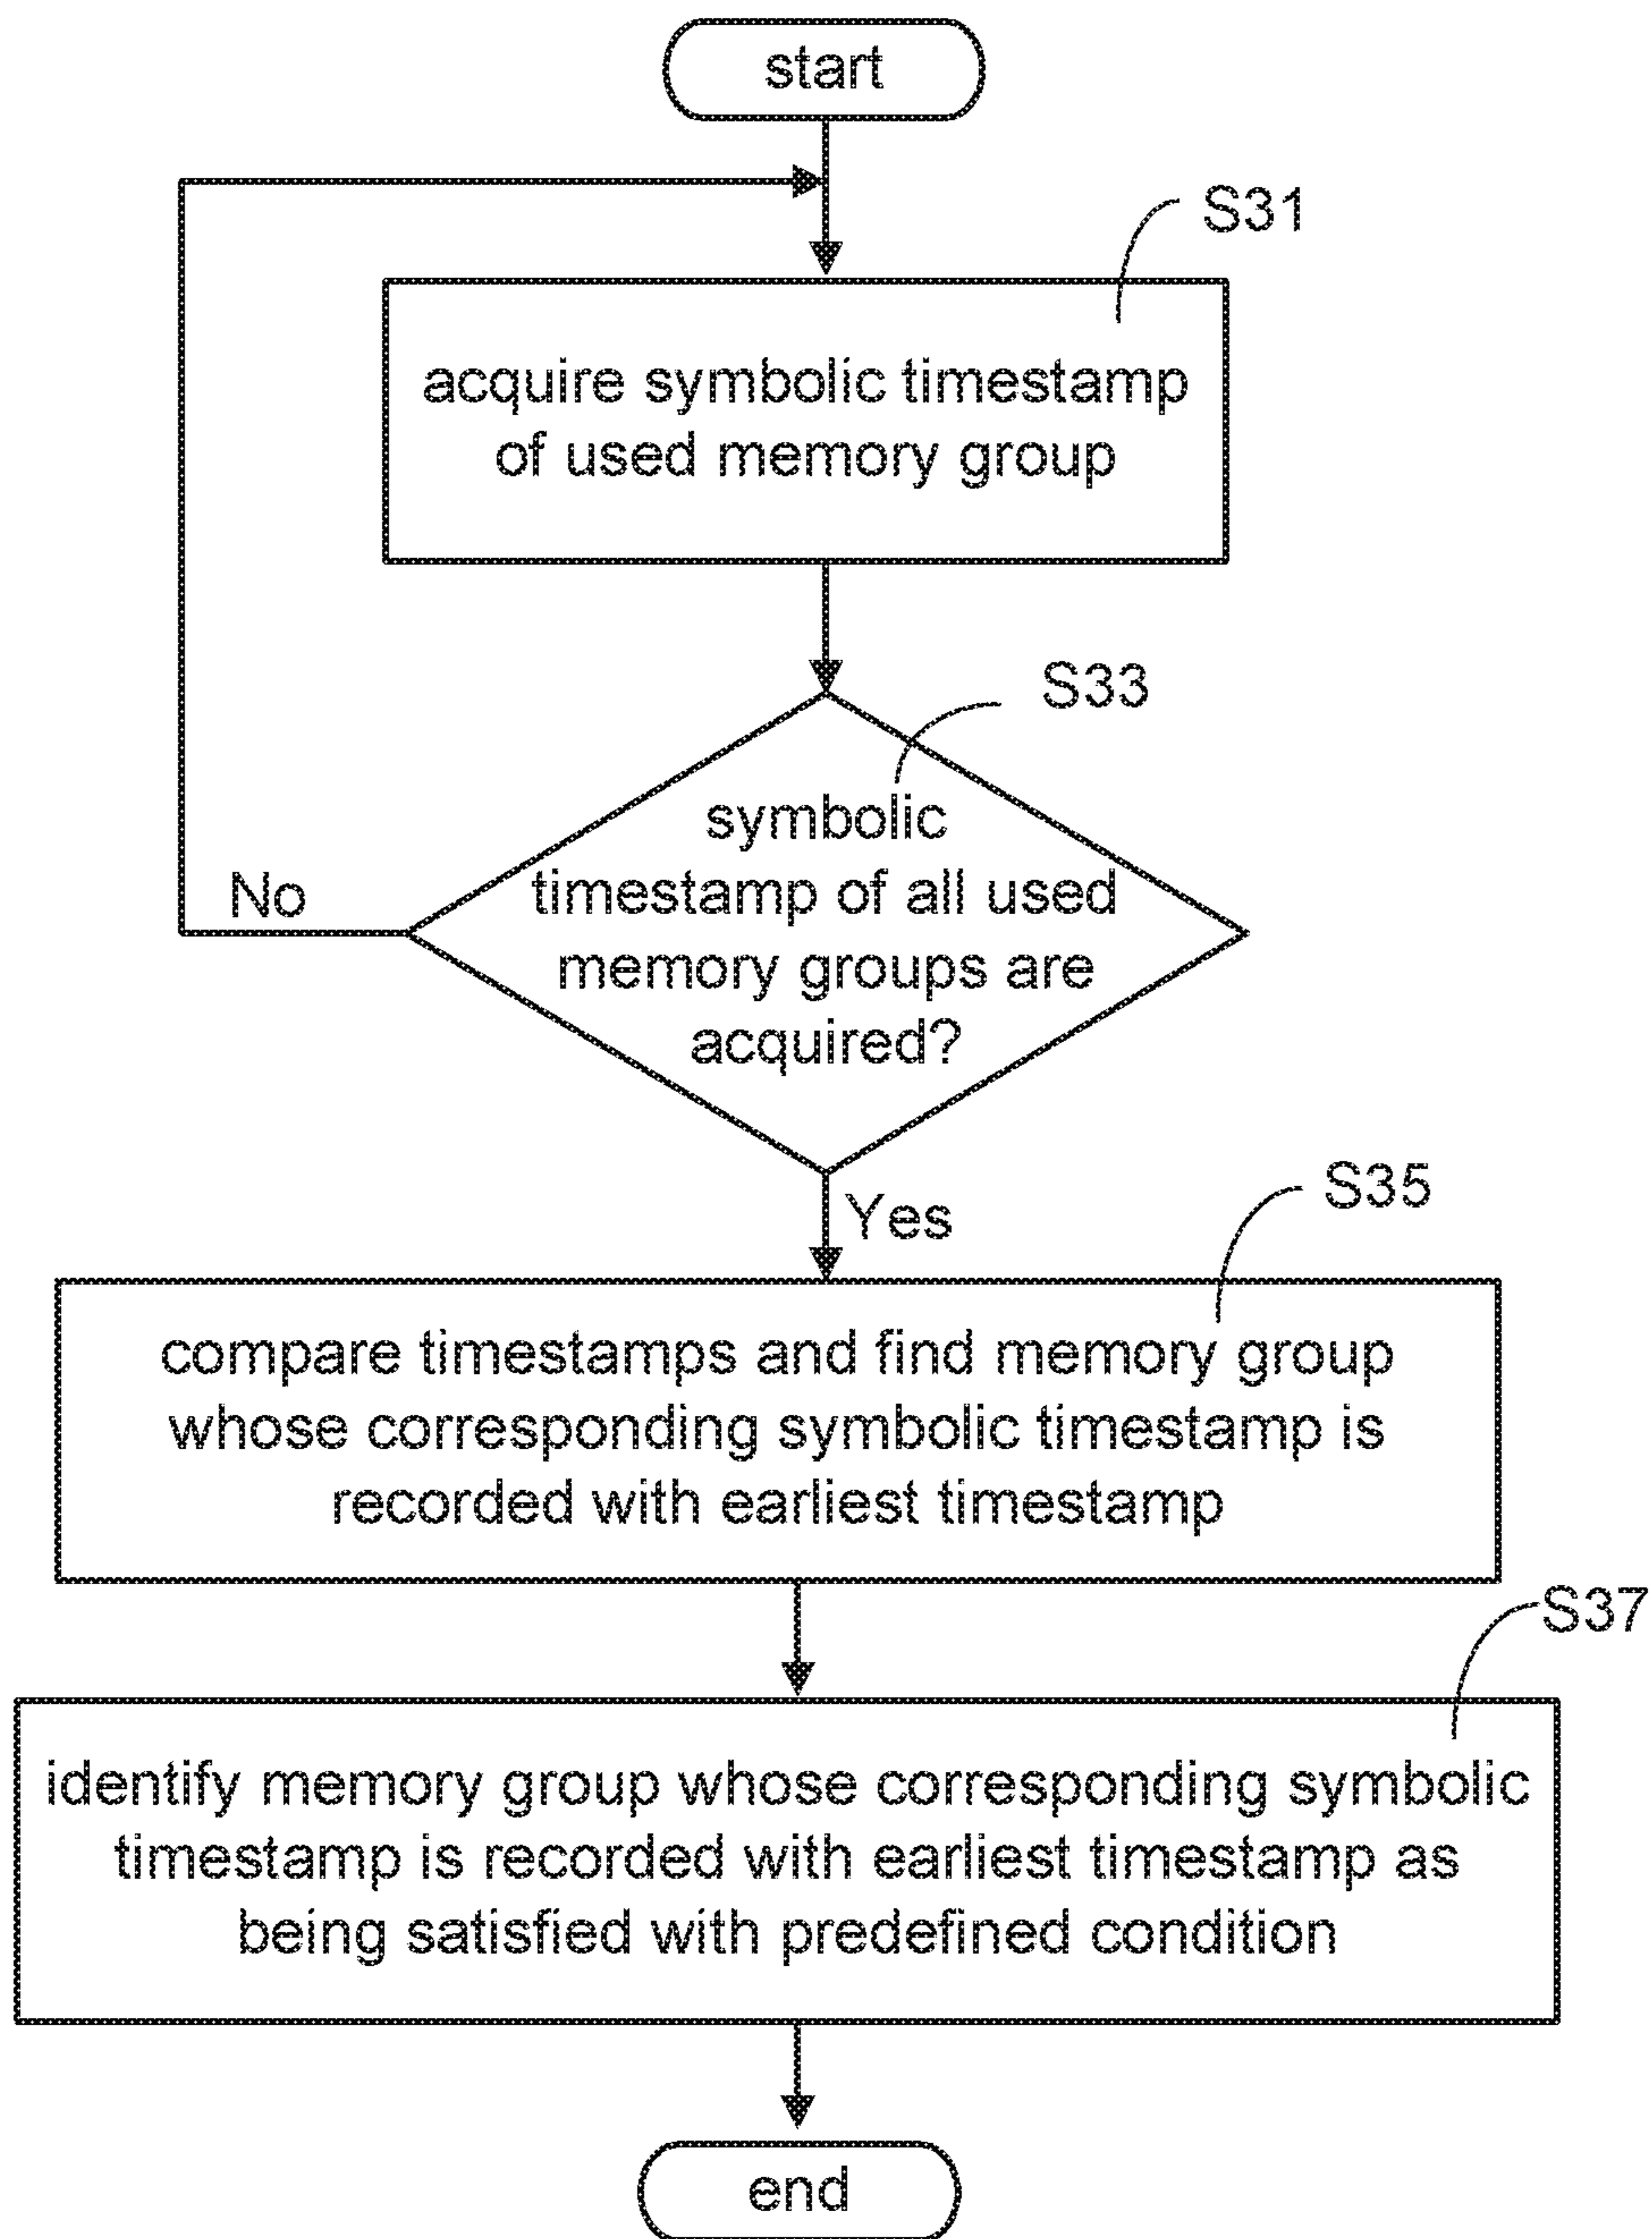 start
S31
acquire symbolic timestamp
of used memory group
S33
symbolic
timestamp of all used
memory groups are
acquired?
No
Yes
S35
compare timestamps and find memory group
whose corresponding symbolic timestamp is
recorded with earliest timestamp
S37
identify memory group whose corresponding symbolic
timestamp is recorded with earliest timestamp as
being satisfied with predefined condition
end